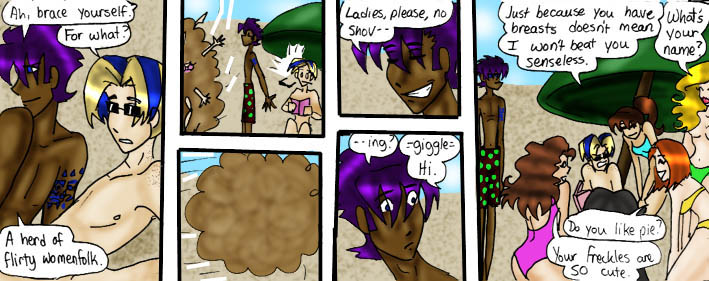 Ah, brace yourself.
For what?
A herd of
flirty womenfolk.
Ladies, please, no
shov--
--ing?
=giggle=
Hi.
Just because you have
breasts doesn't mean
I won't beat you
senseless.
What's
your
name?
Do you like pie?
Your freckles are
SO cute.